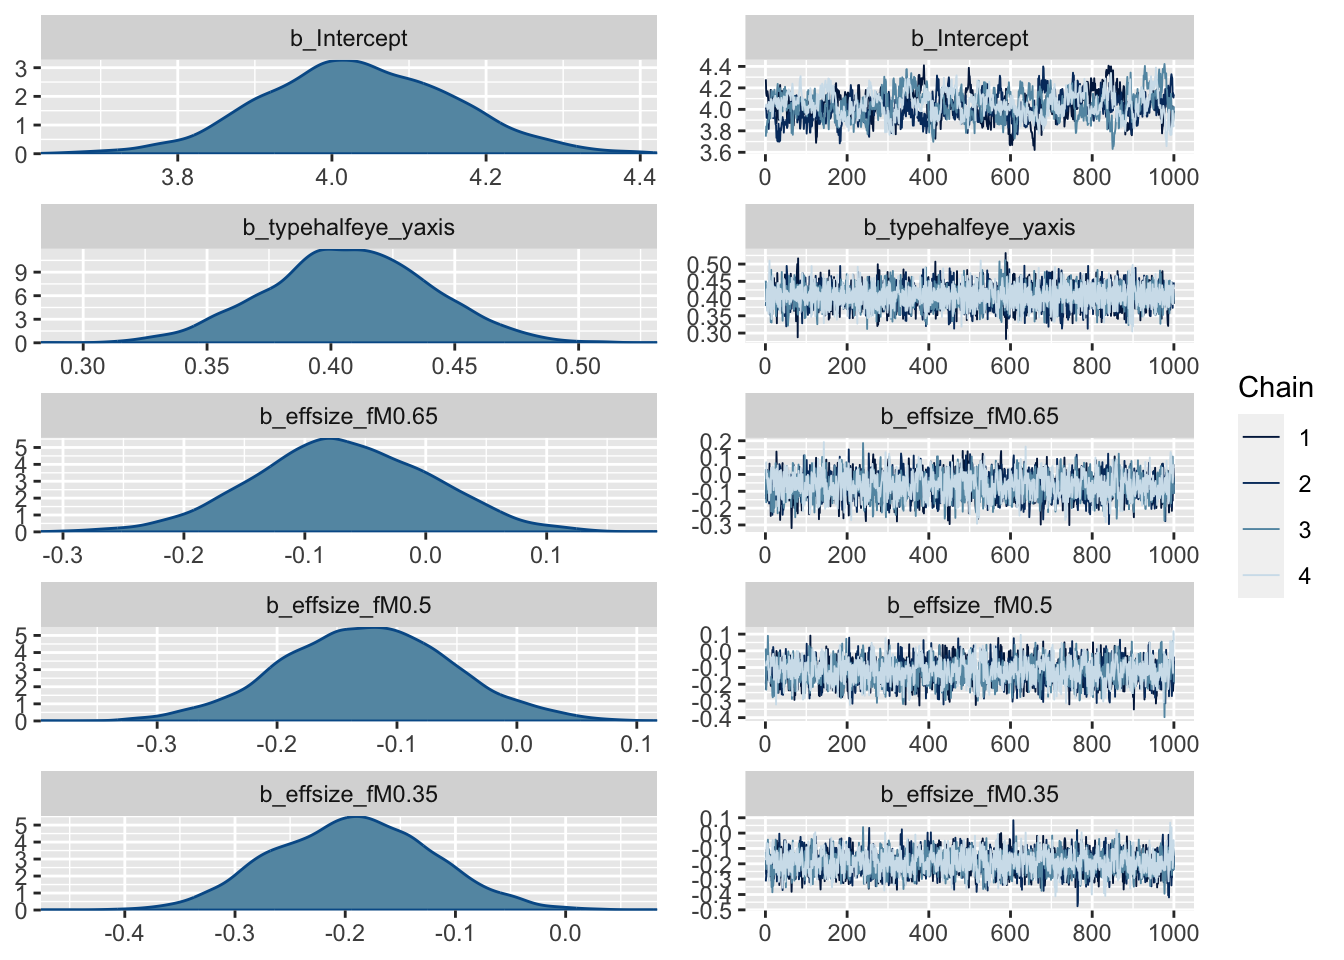 b_Intercept
3
2
1
0
3.8 4.0 4.2 4.4
b_Intercept
4.4
4.2
4.0
3.8
3.6
0 200 400 600 800 1000
b_typehalfeye_yaxis
9
6
3
0
0.30 0.35 0.40 0.45 0.50
b_typehalfeye_yaxis
0.50
0.45
0.40
0.35
0.30
0 200 400 600 800 1000
b_effsize_fM0.65
5
4
3
2
1
0
-0.3 -0.2 -0.1 0.0 0.1
b_effsize_fM0.65
0.2
0.1
0.0
-0.1
-0.2
-0.3
0 200 400 600 800 1000
b_effsize_fM0.5
5
4
3
2
1
0
-0.3 -0.2 -0.1 0.0 0.1
b_effsize_fM0.5
0.1
0.0
-0.1
-0.2
-0.3
-0.4
0 200 400 600 800 1000
b_effsize_fM0.35
5
4
3
2
1
0
-0.4 -0.3 -0.2 -0.1 0.0
b_effsize_fM0.35
0.1
0.0
-0.1
-0.2
-0.3
-0.4
-0.5
0 200 400 600 800 1000
Chain
1
2
3
4